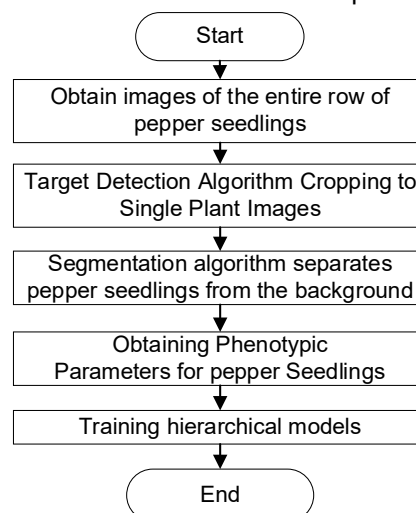 Start
Obtain images of the entire row of
pepper seedlings
Target Detection Algorithm Cropping to
Single Plant Images
Segmentation algorithm separates
pepper seedlings from the background
Obtaining Phenotypic
Parameters for pepper Seedlings
Training hierarchical models
End